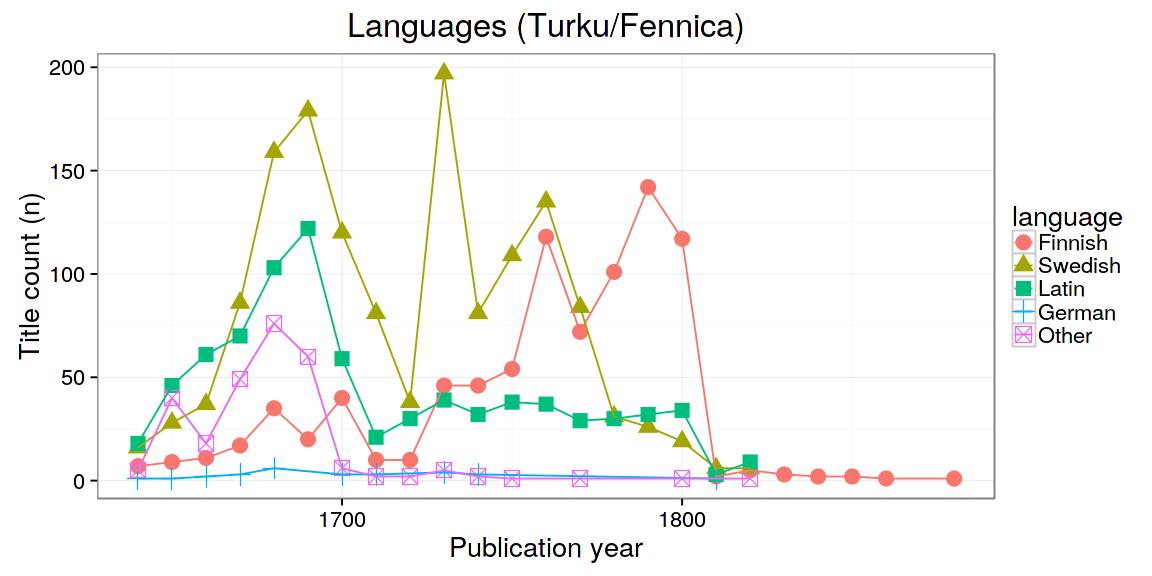 Languages (Turku/Fennica)
Title count (n)
200
150
100
50
0
1700
1800
Publication year
language
Finnish
Swedish
Latin
German
Other